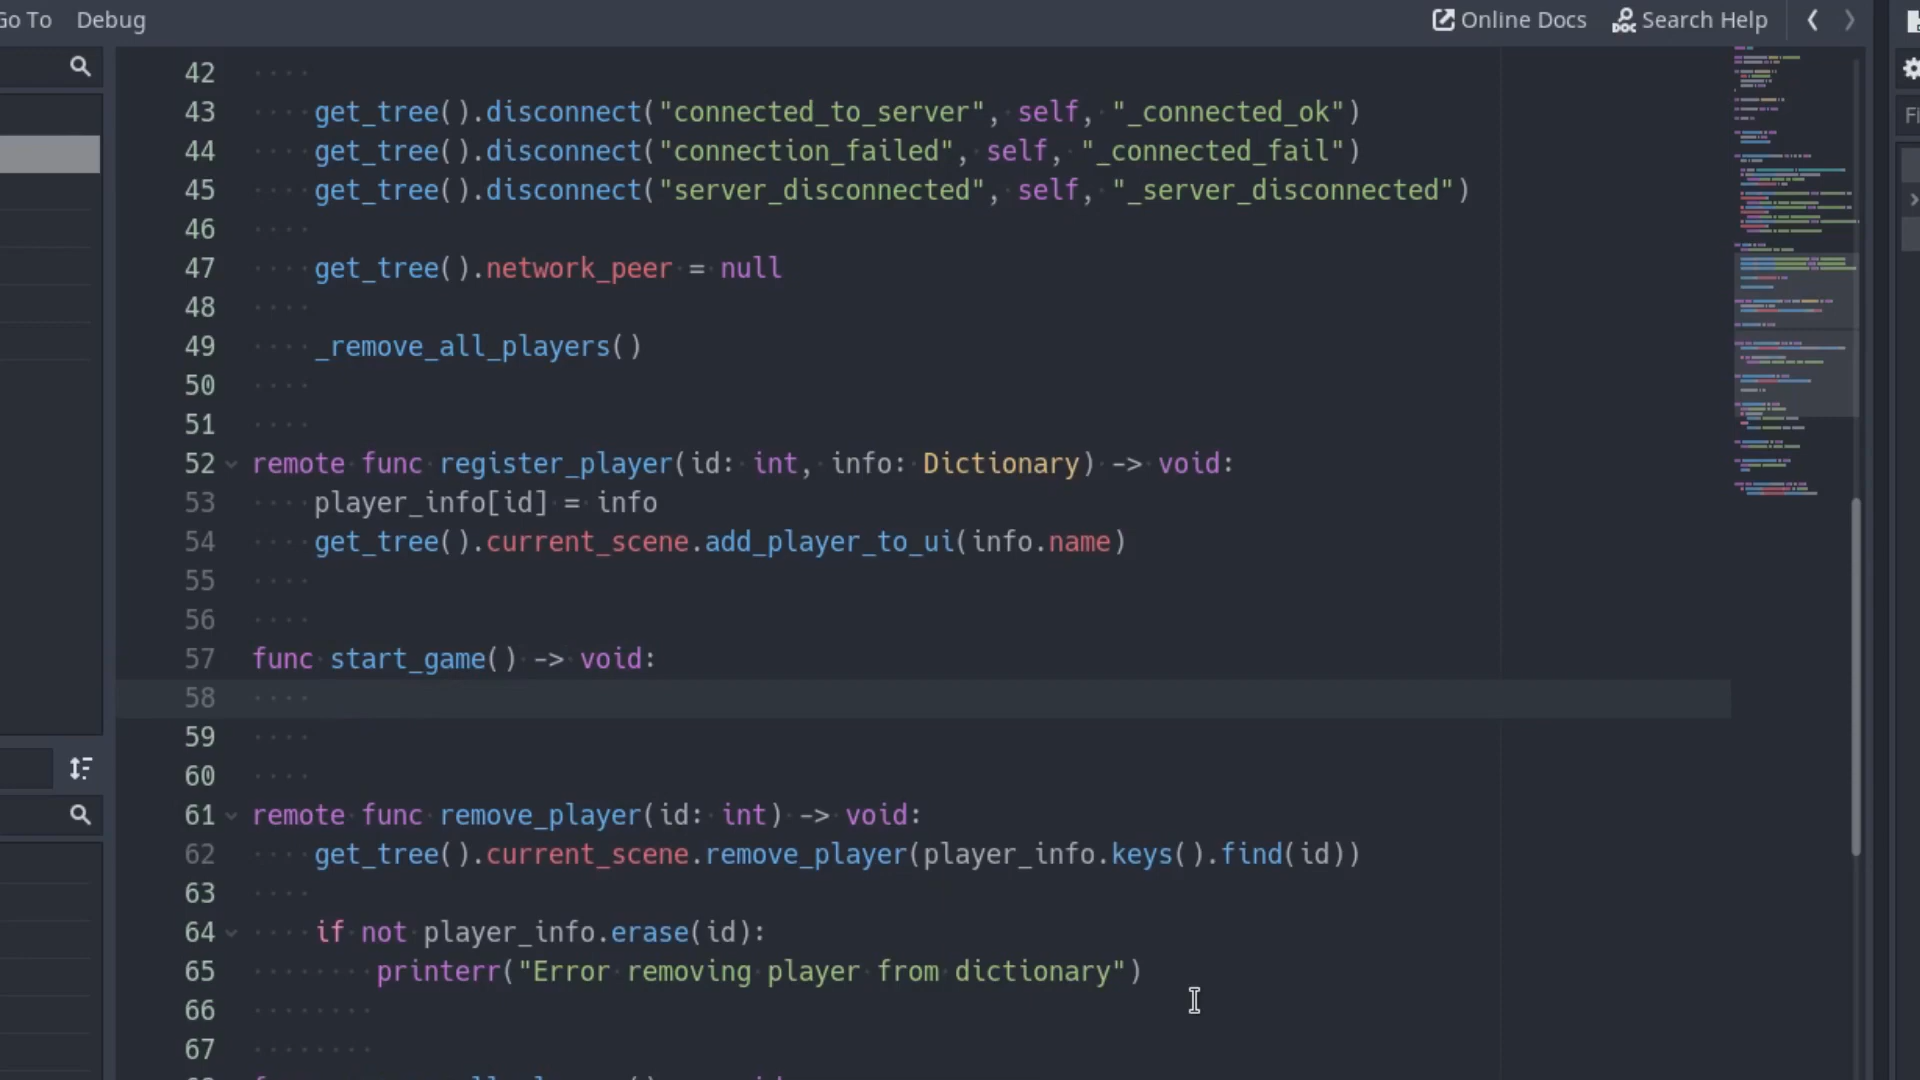 Go To Debug Online Docs Search Help
42
43 get_tree().disconnect("connected_to_server", self, "_connected_ok")
44 get_tree().disconnect("connection_failed", self, "_connected_fail")
45 get_tree().disconnect("server_disconnected", self, "_server_disconnected")
46
47 get_tree().network_peer = null
48
49 _remove_all_players()
50
51
52 remote func register_player(id: int, info: Dictionary) -> void:
53 player_info[id] = info
54 get_tree().current_scene.add_player_to_ui(info.name)
55
56
57 func start_game() -> void:
58
59
60
61 remote func remove_player(id: int) -> void:
62 get_tree().current_scene.remove_player(player_info.keys().find(id))
63
64 if not player_info.erase(id):
65 printerr("Error removing player from dictionary")
66
67